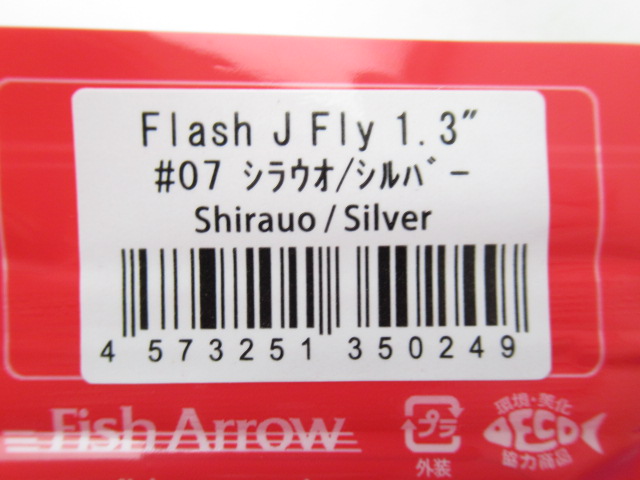 Flash J Fly 1.3"
#07 ｼﾗｳｵ/ｼﾙﾊﾞｰ
Shirauo / Silver
4 573251 350249
Fish Arrow
プラ
外装
環境・美化
ECO
協力商品